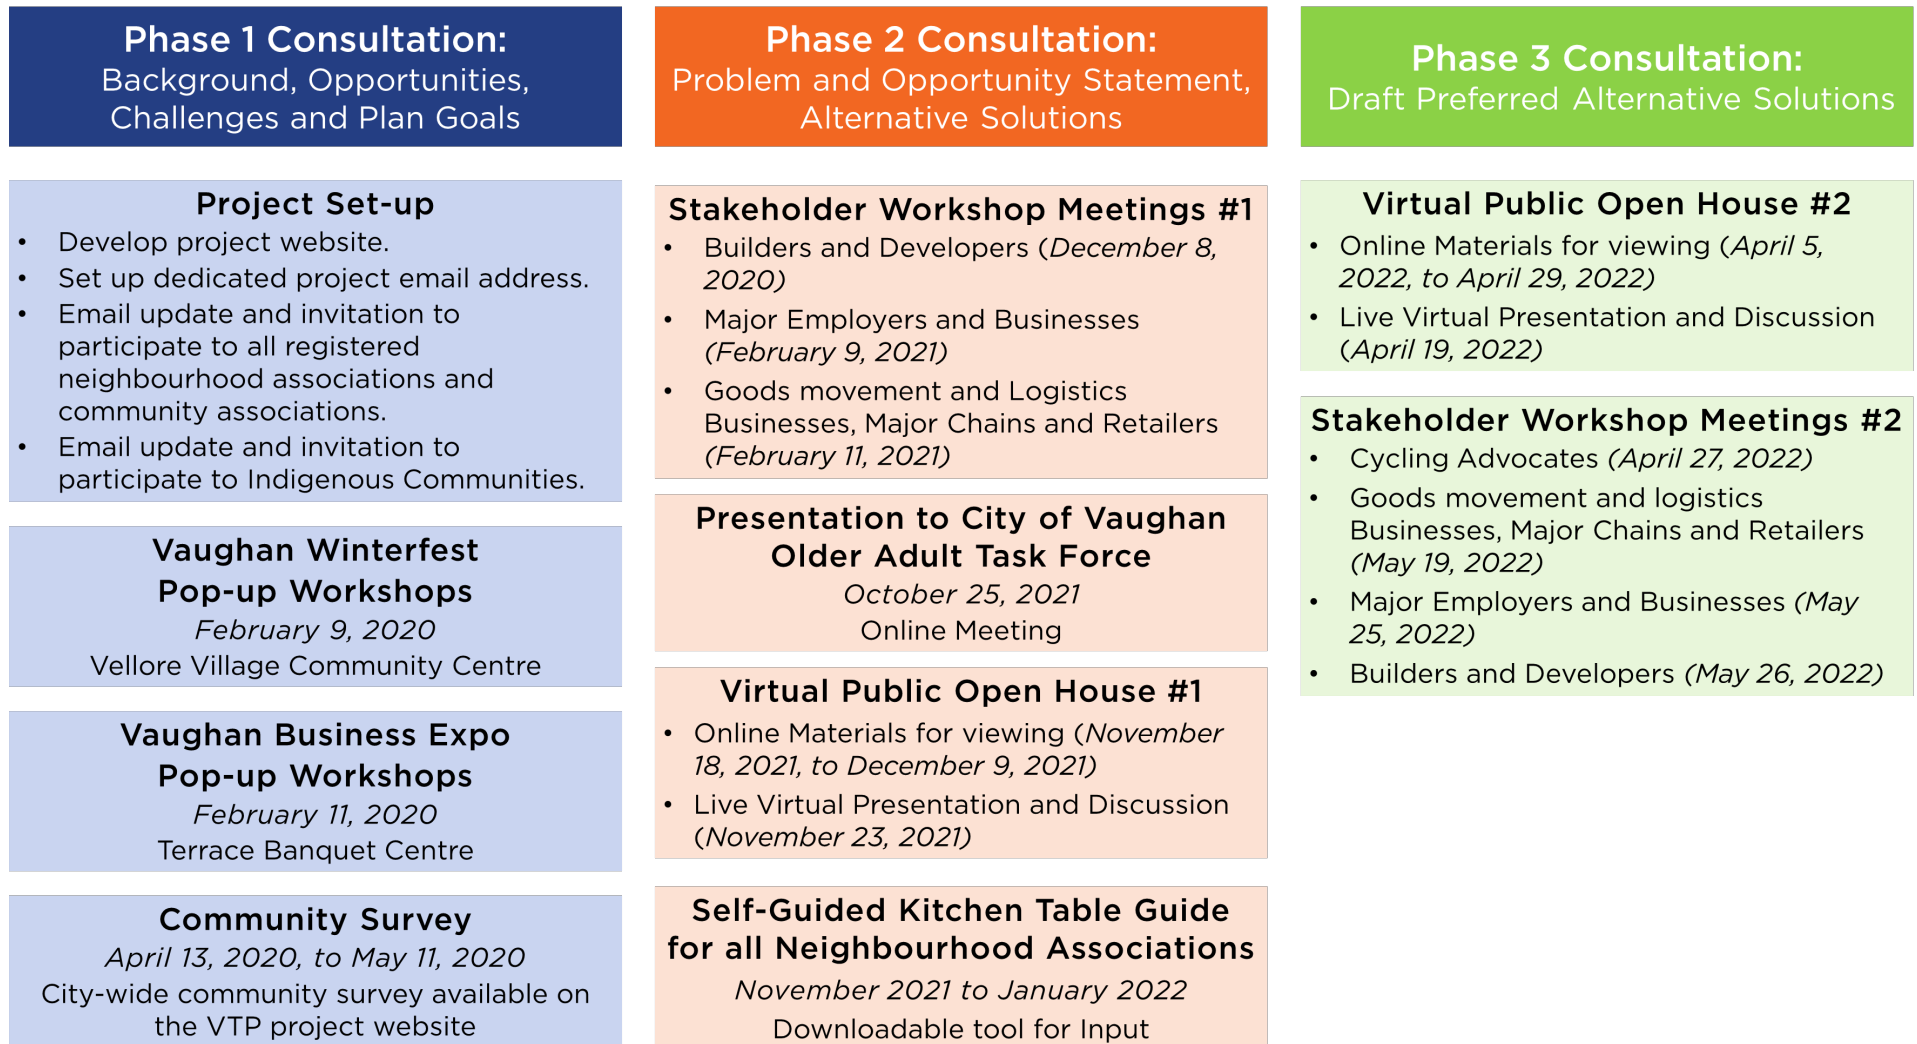 Phase 1 Consultation:
Background, Opportunities,
Challenges and Plan Goals
Project Set-up
• Develop project website.
• Set up dedicated project email address.
• Email update and invitation to
participate to all registered
neighbourhood associations and
community associations.
• Email update and invitation to
participate to Indigenous Communities.
Vaughan Winterfest
Pop-up Workshops
February 9, 2020
Vellore Village Community Centre
Vaughan Business Expo
Pop-up Workshops
February 11, 2020
Terrace Banquet Centre
Community Survey
April 13, 2020, to May 11, 2020
City-wide community survey available on
the VTP project website
Phase 2 Consultation:
Problem and Opportunity Statement,
Alternative Solutions
Stakeholder Workshop Meetings #1
• Builders and Developers (December 8,
2020)
• Major Employers and Businesses
(February 9, 2021)
• Goods movement and Logistics
Businesses, Major Chains and Retailers
(February 11, 2021)
Presentation to City of Vaughan
Older Adult Task Force
October 25, 2021
Online Meeting
Virtual Public Open House #1
• Online Materials for viewing (November
18, 2021, to December 9, 2021)
• Live Virtual Presentation and Discussion
(November 23, 2021)
Self-Guided Kitchen Table Guide
for all Neighbourhood Associations
November 2021 to January 2022
Downloadable tool for Input
Phase 3 Consultation:
Draft Preferred Alternative Solutions
Virtual Public Open House #2
• Online Materials for viewing (April 5,
2022, to April 29, 2022)
• Live Virtual Presentation and Discussion
(April 19, 2022)
Stakeholder Workshop Meetings #2
• Cycling Advocates (April 27, 2022)
• Goods movement and logistics
Businesses, Major Chains and Retailers
(May 19, 2022)
• Major Employers and Businesses (May
25, 2022)
• Builders and Developers (May 26, 2022)